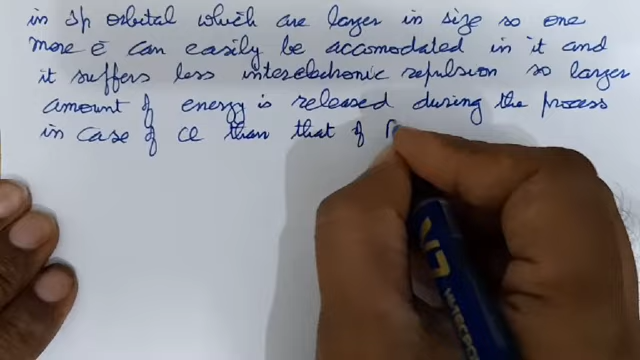 in 3p orbital which are larger in size so one
more ē can easily be accomodated in it and
it suffers less interelectronic repulsion so larger
amount of energy is released during the process
in case of Cl than that of
V7